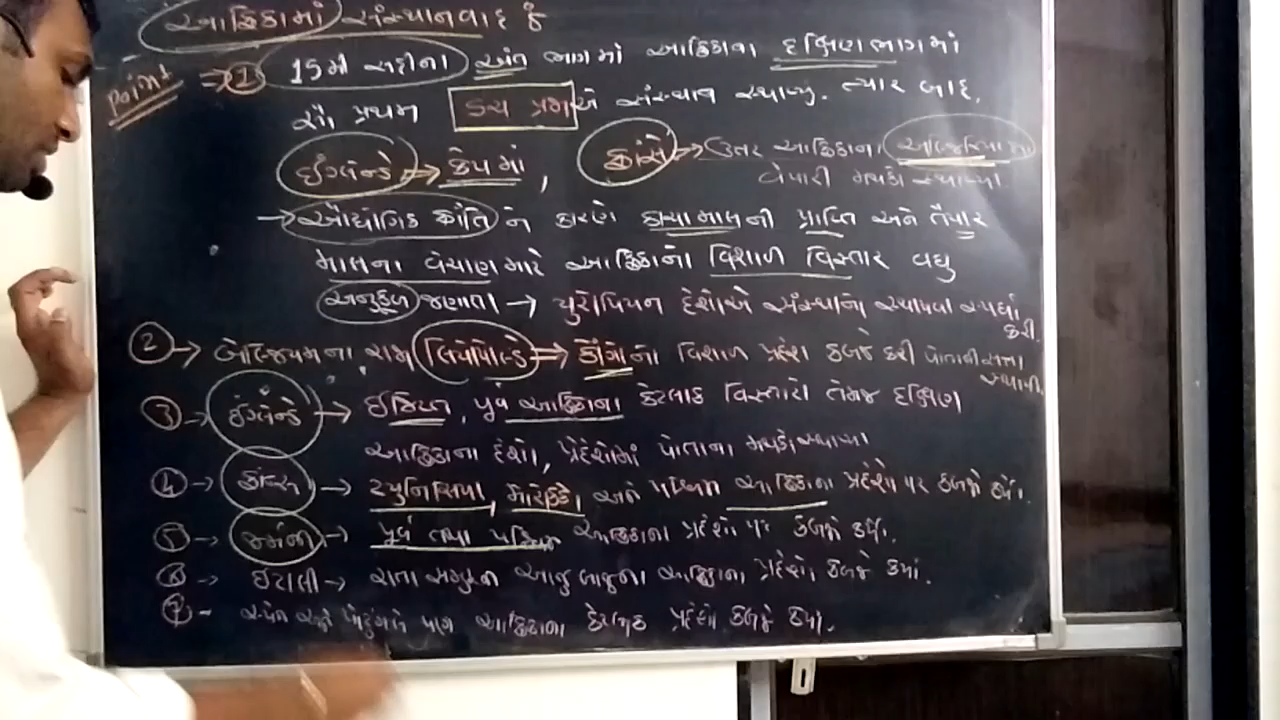 આફ્રિકામાં સંસ્થાનવાદ :-
Point ⇒ ① 15મી સદીના અંત ભાગમાં આફ્રિકાના દક્ષિણ ભાગમાં
સૌ પ્રથમ ડચ પ્રજાએ સંસ્થાન સ્થાપ્યું. ત્યાર બાદ,
ઈંગ્લેન્ડે → કેપમાં, ફ્રાંસે → ઉત્તર આફ્રિકાના અલ્જિરિયામાં
વેપારી મથકો સ્થાપ્યા
→ ઔદ્યોગિક ક્રાંતિને કારણે કાચામાલની પ્રાપ્તિ અને તૈયાર
માલના વેચાણ માટે આફ્રિકાનો વિશાળ વિસ્તાર વધુ
અનુકૂળ જણાતા → યુરોપિયન દેશોએ સંસ્થાનો સ્થાપવા સ્પર્ધા કરી.
② → બેલ્જિયમના રાજા લિયોપોલ્ડે ⇒ કોંગોનો વિશાળ પ્રદેશ કબજે કરી પોતાની સત્તા સ્થાપી.
③ → ઈંગ્લેન્ડે → ઈજિપ્ત, પૂર્વ આફ્રિકાના કેટલાક વિસ્તારો તેમજ દક્ષિણ
આફ્રિકાના દેશો, પ્રદેશોમાં પોતાના મથકો સ્થાપ્યા
④ → ફ્રાંસ → ટ્યુનિસિયા, મોરોક્કો, અને પશ્ચિમ આફ્રિકાના પ્રદેશો પર કબજો કર્યો.
⑤ → જર્મની → પૂર્વ તથા પશ્ચિમ આફ્રિકાના પ્રદેશો પર કબજો કર્યો.
⑥ → ઈટાલી → રાતા સમુદ્રની આજુ બાજુના આફ્રિકાના પ્રદેશો કબજે કર્યા.
⑦ - સ્પેન અને પોર્ટુગલે પણ આફ્રિકાના કેટલાક પ્રદેશો કબજે કર્યા.